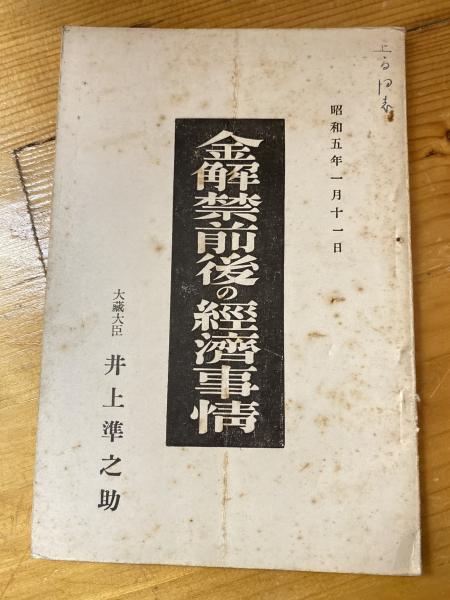 昭和五年一月十一日
金解禁前後の經濟事情
大藏大臣 井上準之助